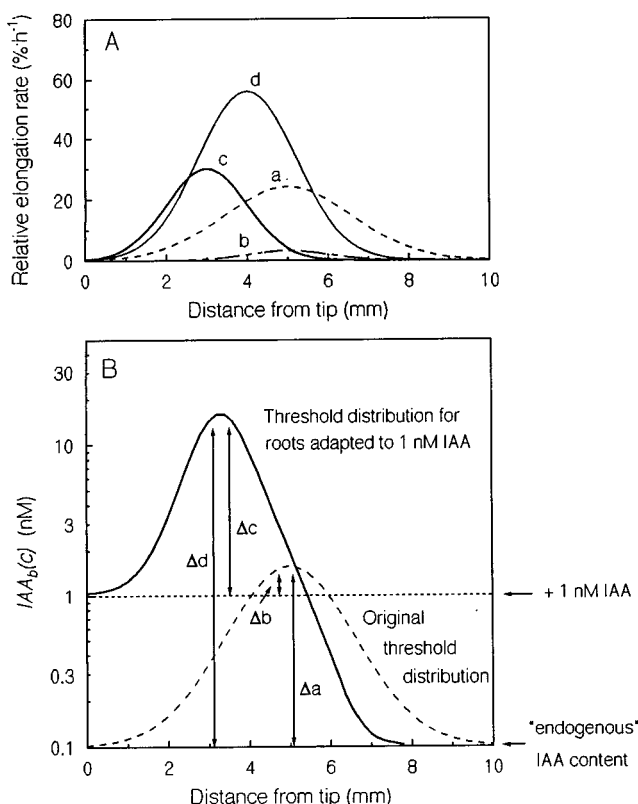 A
Relative elongation rate (%·h⁻¹)
80
60
40
20
0
d
c
a
b
0 2 4 6 8 10
Distance from tip (mm)
B
IAA_b(c) (nM)
30
10
3
1
0.3
0.1
Threshold distribution for
roots adapted to 1 nM IAA
Δc
Δd
Δb
Δa
Original
threshold
distribution
+ 1 nM IAA
"endogenous"
IAA content
0 2 4 6 8 10
Distance from tip (mm)